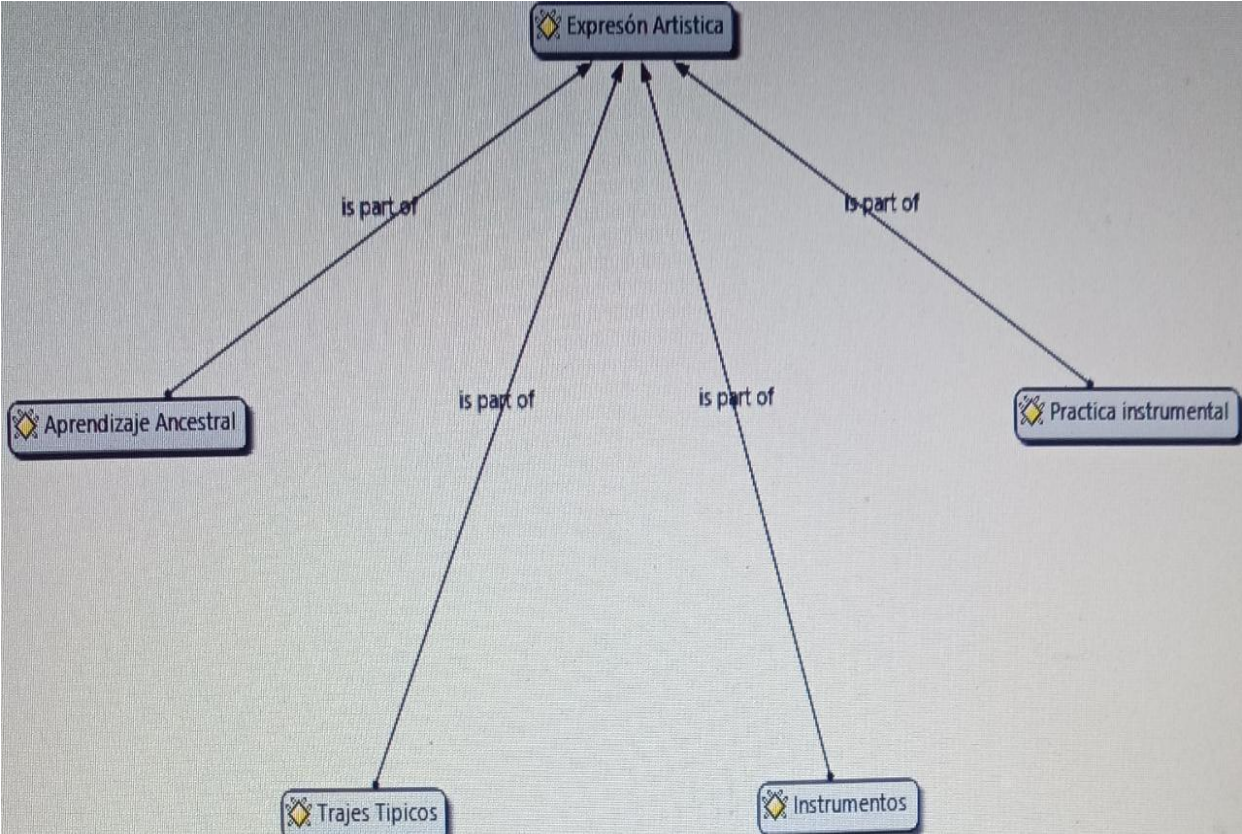 Expresón Artistica
is part of
is part of
is part of
is part of
Aprendizaje Ancestral
Practica instrumental
Trajes Tipicos
Instrumentos